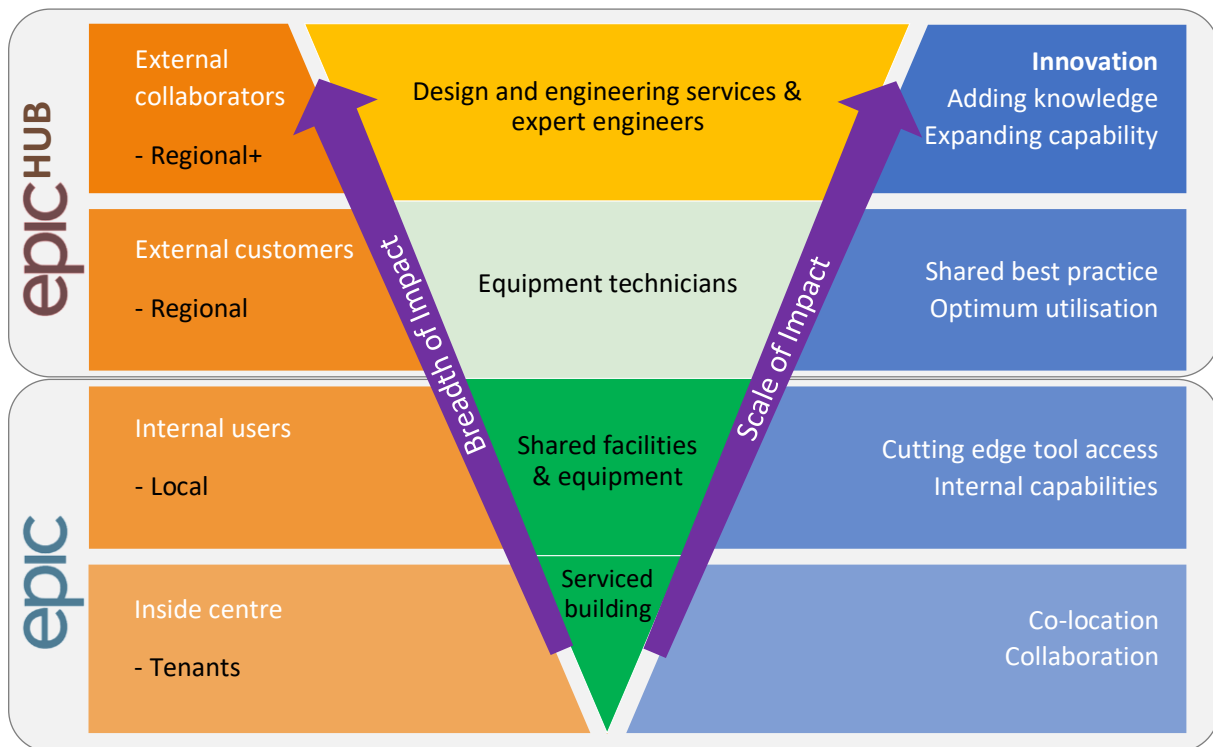 epic HUB
External
collaborators
- Regional+
Design and engineering services &
expert engineers
Innovation
Adding knowledge
Expanding capability
External customers
- Regional
Equipment technicians
Shared best practice
Optimum utilisation
Breadth of Impact
Scale of Impact
epic
Internal users
- Local
Shared facilities
& equipment
Cutting edge tool access
Internal capabilities
Inside centre
- Tenants
Serviced
building
Co-location
Collaboration